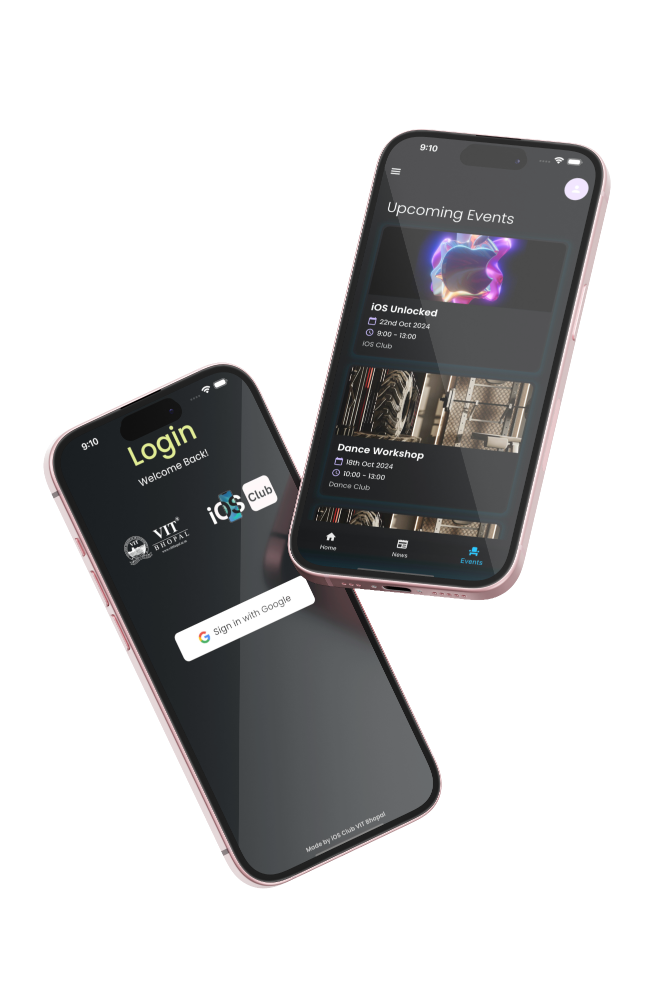 9:10
Upcoming Events
iOS Unlocked
22nd Oct 2024
9:00 - 13:00
iOS Club
Dance Workshop
18th Oct 2024
10:00 - 13:00
Dance Club
Home
News
Events
9:10
Login
Welcome Back!
VIT
BHOPAL
iOS Club
Sign in with Google
Made by iOS Club VIT Bhopal